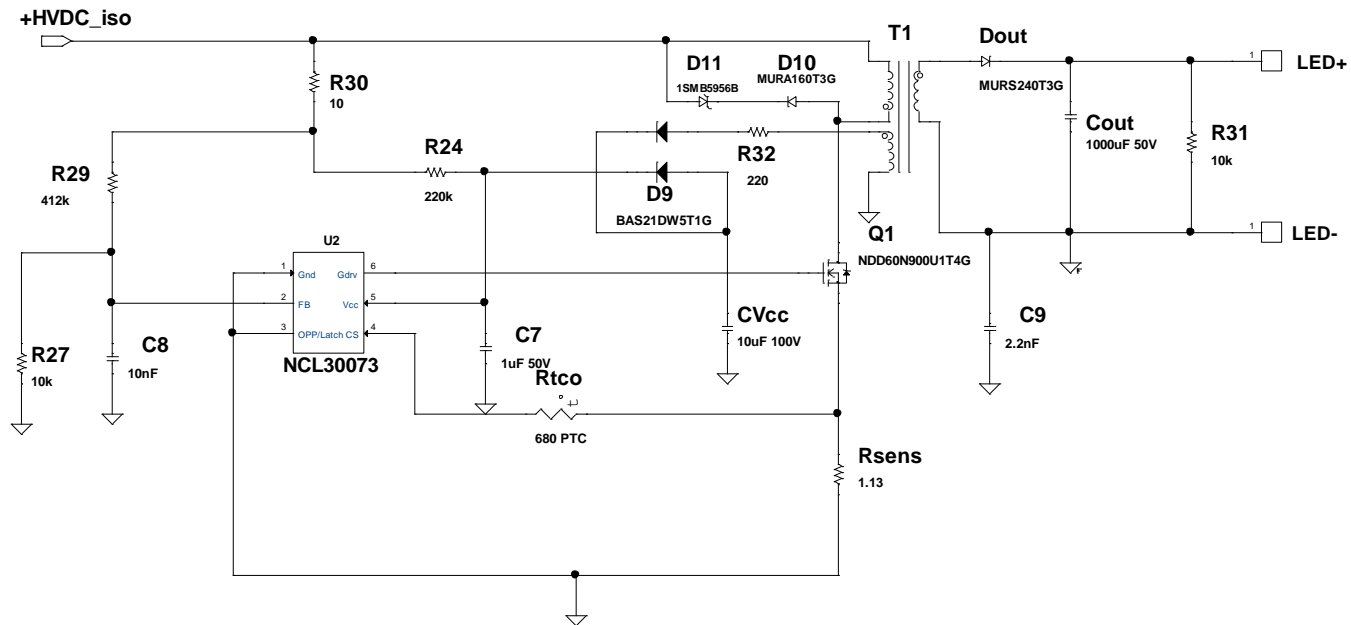 +HVDC_iso
T1
Dout
MURS240T3G
D11
1SMB5956B
D10
MURA160T3G
1
LED+
R30
10
Cout
1000uF 50V
R31
10k
R24
220k
R32
220
R29
412k
D9
BAS21DW5T1G
Q1
NDD60N900U1T4G
1
LED-
U2
1
Gnd
Gdrv
6
2
FB
Vcc
5
3
OPP/Latch
CS
4
NCL30073
CVcc
10uF 100V
C9
2.2nF
C7
1uF 50V
C8
10nF
R27
10k
Rtco
t
680 PTC
Rsens
1.13